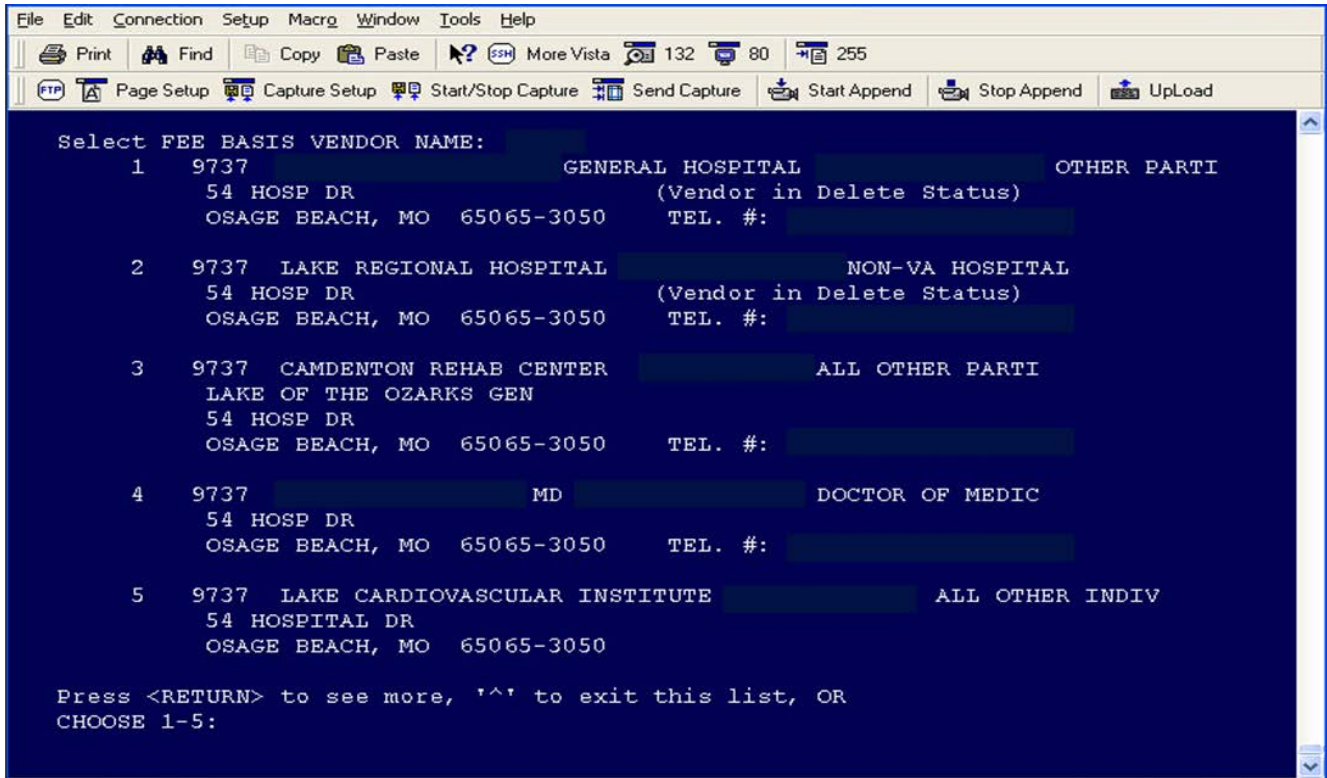 File Edit Connection Setup Macro Window Tools Help
Print Find Copy Paste SSH More Vista 132 80 255
FTP Page Setup Capture Setup Start/Stop Capture Send Capture Start Append Stop Append UpLoad
Select FEE BASIS VENDOR NAME:
1 9737 GENERAL HOSPITAL OTHER PARTI
54 HOSP DR (Vendor in Delete Status)
OSAGE BEACH, MO 65065-3050 TEL. #:
2 9737 LAKE REGIONAL HOSPITAL NON-VA HOSPITAL
54 HOSP DR (Vendor in Delete Status)
OSAGE BEACH, MO 65065-3050 TEL. #:
3 9737 CAMDENTON REHAB CENTER ALL OTHER PARTI
LAKE OF THE OZARKS GEN
54 HOSP DR
OSAGE BEACH, MO 65065-3050 TEL. #:
4 9737 MD DOCTOR OF MEDIC
54 HOSP DR
OSAGE BEACH, MO 65065-3050 TEL. #:
5 9737 LAKE CARDIOVASCULAR INSTITUTE ALL OTHER INDIV
54 HOSPITAL DR
OSAGE BEACH, MO 65065-3050
Press <RETURN> to see more, '^' to exit this list, OR
CHOOSE 1-5: